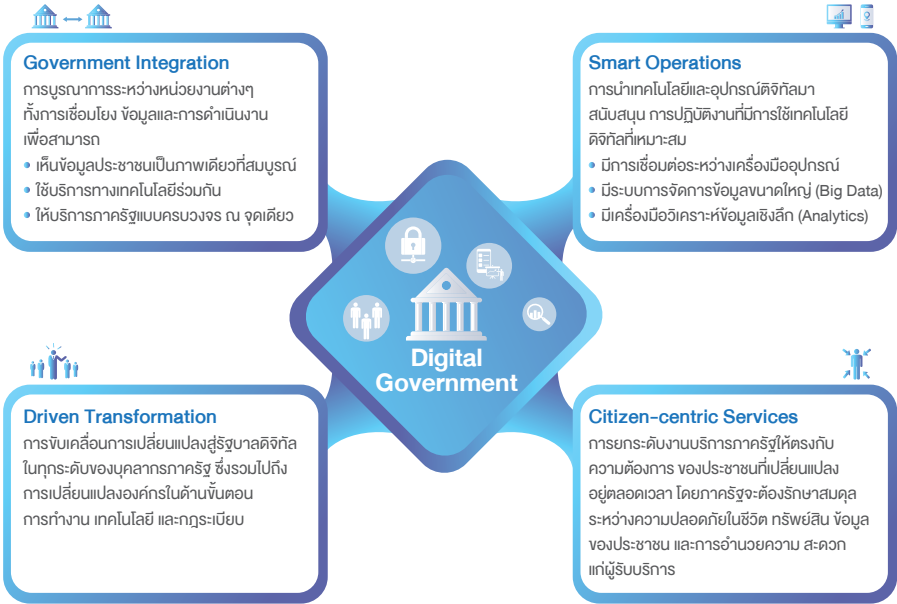 Government Integration
การบูรณาการระหว่างหน่วยงานต่างๆ
ทั้งการเชื่อมโยง ข้อมูลและการดำเนินงาน
เพื่อสามารถ
• เห็นข้อมูลประชาชนเป็นภาพเดียวที่สมบูรณ์
• ใช้บริการทางเทคโนโลยีร่วมกัน
• ให้บริการภาครัฐแบบครบวงจร ณ จุดเดียว
Smart Operations
การนำเทคโนโลยีและอุปกรณ์ดิจิทัลมา
สนับสนุน การปฏิบัติงานที่มีการใช้เทคโนโลยี
ดิจิทัลที่เหมาะสม
• มีการเชื่อมต่อระหว่างเครื่องมืออุปกรณ์
• มีระบบการจัดการข้อมูลขนาดใหญ่ (Big Data)
• มีเครื่องมือวิเคราะห์ข้อมูลเชิงลึก (Analytics)
Digital
Government
Driven Transformation
การขับเคลื่อนการเปลี่ยนแปลงสู่รัฐบาลดิจิทัล
ในทุกระดับของบุคลากรภาครัฐ ซึ่งรวมไปถึง
การเปลี่ยนแปลงองค์กรในด้านขั้นตอน
การทำงาน เทคโนโลยี และกฎระเบียบ
Citizen-centric Services
การยกระดับงานบริการภาครัฐให้ตรงกับ
ความต้องการ ของประชาชนที่เปลี่ยนแปลง
อยู่ตลอดเวลา โดยภาครัฐจะต้องรักษาสมดุล
ระหว่างความปลอดภัยในชีวิต ทรัพย์สิน ข้อมูล
ของประชาชน และการอำนวยความ สะดวก
แก่ผู้รับบริการ